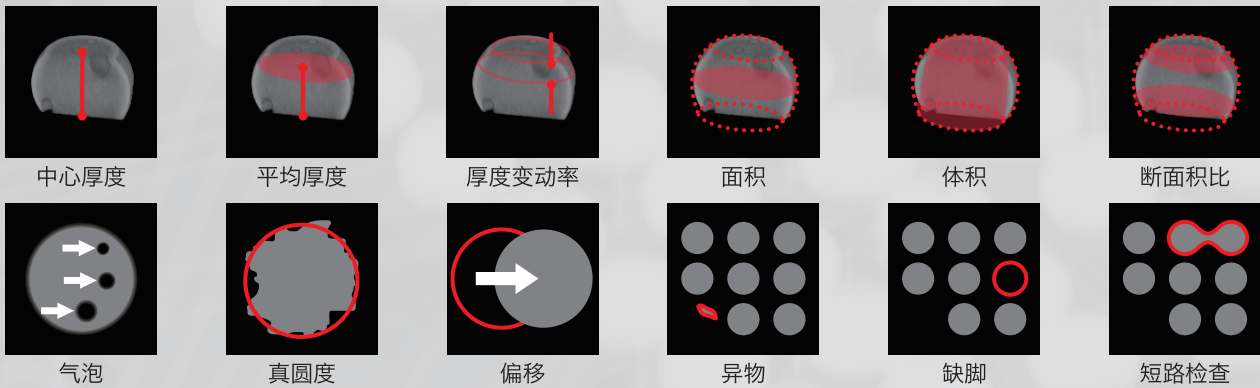 中心厚度
平均厚度
厚度变动率
面积
体积
断面积比
气泡
真圆度
偏移
异物
缺脚
短路检查